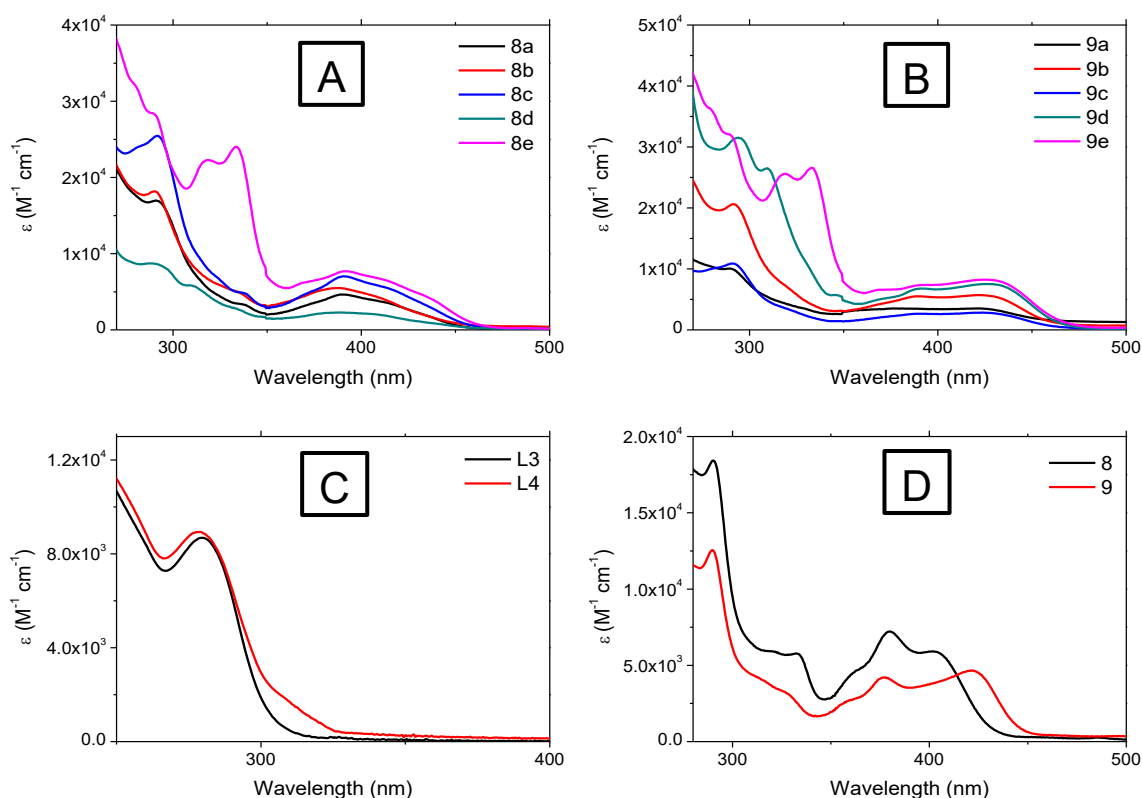 A
8a
8b
8c
8d
8e
4x10⁴
3x10⁴
2x10⁴
1x10⁴
0
ε (M⁻¹ cm⁻¹)
300
400
500
Wavelength (nm)
B
9a
9b
9c
9d
9e
5x10⁴
4x10⁴
3x10⁴
2x10⁴
1x10⁴
0
ε (M⁻¹ cm⁻¹)
300
400
500
Wavelength (nm)
C
L3
L4
1.2x10⁴
8.0x10³
4.0x10³
0.0
ε (M⁻¹ cm⁻¹)
300
400
Wavelength (nm)
D
8
9
2.0x10⁴
1.5x10⁴
1.0x10⁴
5.0x10³
0.0
ε (M⁻¹ cm⁻¹)
300
400
500
Wavelength (nm)